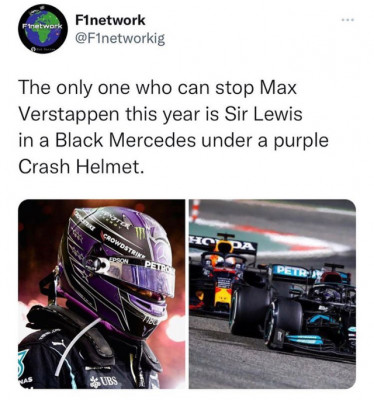 F1network
F1network
@F1networkig
The only one who can stop Max
Verstappen this year is Sir Lewis
in a Black Mercedes under a purple
Crash Helmet.
CROWDSTRIKE
EPSON
PETRO
UBS
HONDA
PETR